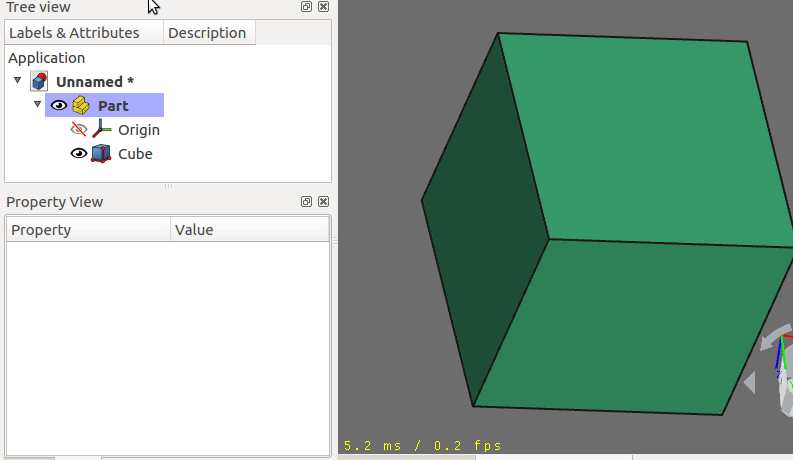 Tree view
Labels & Attributes Description
Application
Unnamed *
Part
Origin
Cube
Property View
Property Value
5.2 ms / 0.2 fps